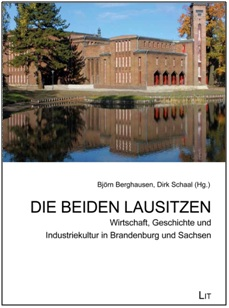 Björn Berghausen, Dirk Schaal (Hg.)
DIE BEIDEN LAUSITZEN
Wirtschaft, Geschichte und
Industriekultur in Brandenburg und Sachsen
LIT